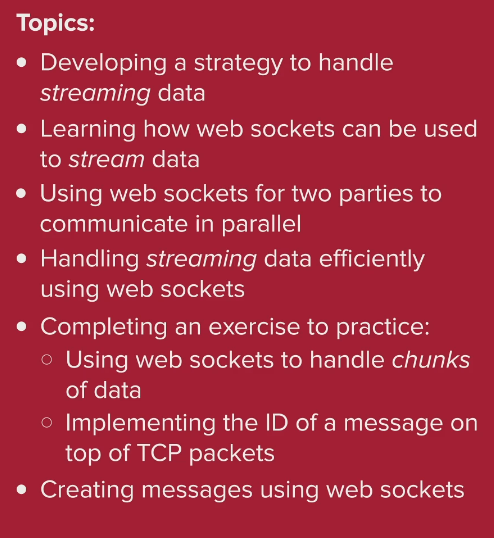 Topics:
• Developing a strategy to handle
streaming data
• Learning how web sockets can be used
to stream data
• Using web sockets for two parties to
communicate in parallel
• Handling streaming data efficiently
using web sockets
• Completing an exercise to practice:
○ Using web sockets to handle chunks
of data
○ Implementing the ID of a message on
top of TCP packets
• Creating messages using web sockets